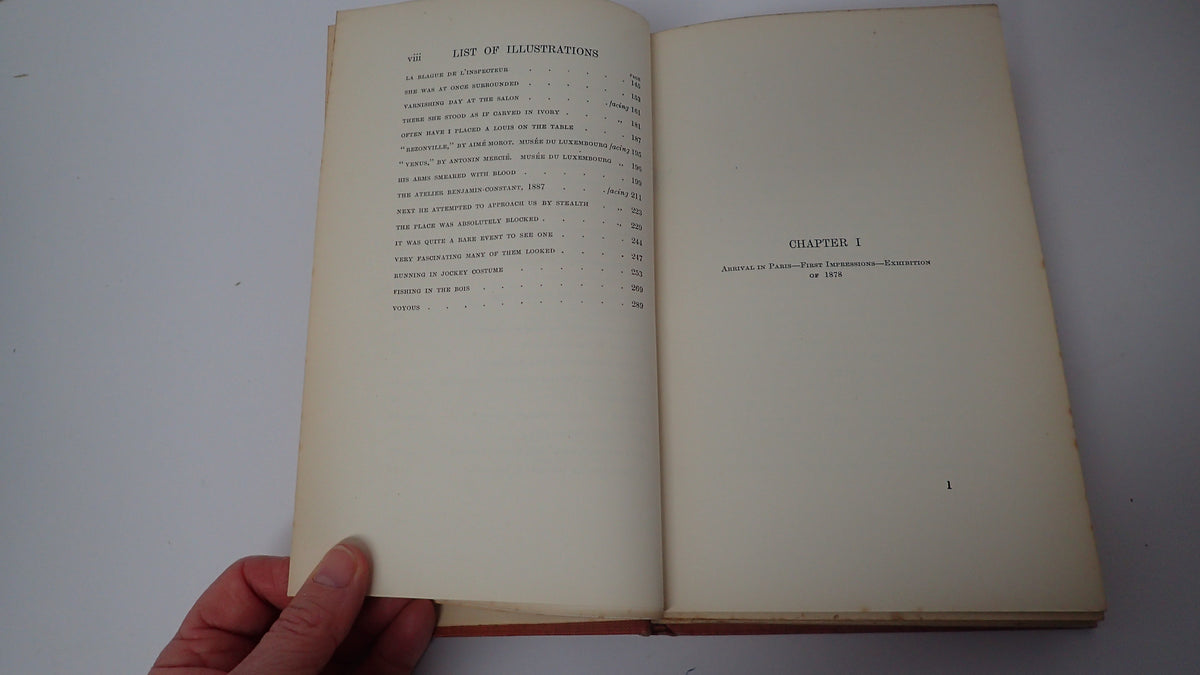 viii LIST OF ILLUSTRATIONS
PAGE
LA BLAGUE DE L'INSPECTEUR . . . . . . 145
SHE WAS AT ONCE SURROUNDED . . . . . . 153
VARNISHING DAY AT THE SALON . . . . . facing 161
THERE SHE STOOD AS IF CARVED IN IVORY . . . „ 181
OFTEN HAVE I PLACED A LOUIS ON THE TABLE . . . 187
"REZONVILLE," BY AIMÉ MOROT. MUSÉE DU LUXEMBOURG facing 195
"VENUS," BY ANTONIN MERCIÉ. MUSÉE DU LUXEMBOURG „ 196
HIS ARMS SMEARED WITH BLOOD . . . . . . 199
THE ATELIER BENJAMIN-CONSTANT, 1887 . . . facing 211
NEXT HE ATTEMPTED TO APPROACH US BY STEALTH . „ 223
THE PLACE WAS ABSOLUTELY BLOCKED . . . . „ 229
IT WAS QUITE A RARE EVENT TO SEE ONE . . . . 244
VERY FASCINATING MANY OF THEM LOOKED . . . . 247
RUNNING IN JOCKEY COSTUME . . . . . . 253
FISHING IN THE BOIS . . . . . . . . 269
VOYOUS . . . . . . . . . . . 289
CHAPTER I
ARRIVAL IN PARIS—FIRST IMPRESSIONS—EXHIBITION
OF 1878
1